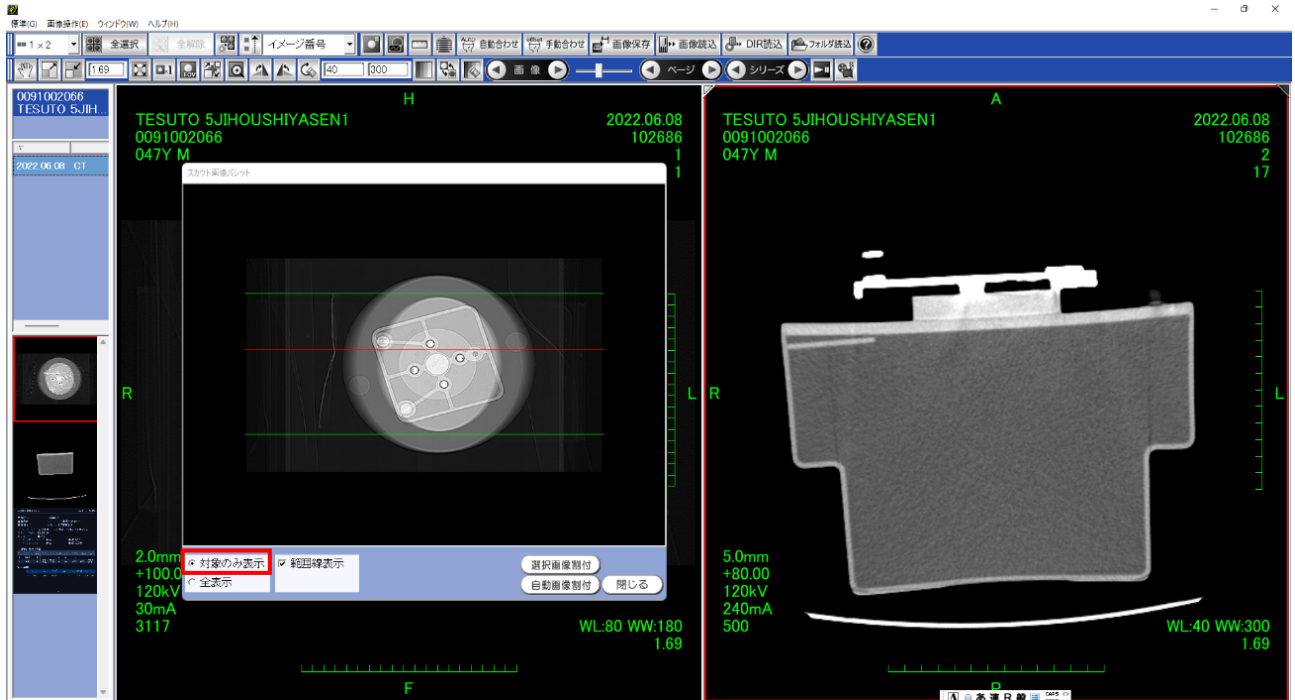 標準(G) 画像操作(E) ウインドウ(W) ヘルプ(H)
1×2 全選択 全解除 イメージ番号 AUTO 自動合わせ offset 手動合わせ 画像保存 画像読込 DIR読込 フォルダ読込
1.69 40 300 画像 ページ シリーズ
0091002066
TESUTO 5JIH...
2022.06.08 CT
H
TESUTO 5JIHOUSHIYASEN1 2022.06.08
0091002066 102686
047Y M 1
1
スカウト画像パレット
R L
対象のみ表示 範囲線表示 選択画像割付
全表示 自動画像割付 閉じる
2.0mm
+100.0
120kV
30mA
3117 WL:80 WW:180
1.69
F
A
TESUTO 5JIHOUSHIYASEN1 2022.06.08
0091002066 102686
047Y M 2
17
R L
5.0mm
+80.00
120kV
240mA
500 WL:40 WW:300
1.69
P
A あ 連 R 般 CAPS